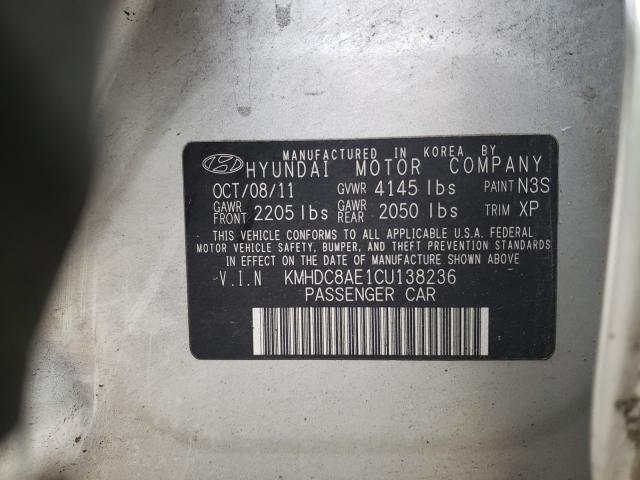 MANUFACTURED IN KOREA BY
HYUNDAI MOTOR COMPANY
OCT/08/11 GVWR 4145 lbs PAINT N3S
GAWR FRONT 2205 lbs GAWR REAR 2050 lbs TRIM XP
THIS VEHICLE CONFORMS TO ALL APPLICABLE U.S.A. FEDERAL
MOTOR VEHICLE SAFETY, BUMPER, AND THEFT PREVENTION STANDARDS
IN EFFECT ON THE DATE OF MANUFACTURE SHOWN ABOVE
V.I.N KMHDC8AE1CU138236
PASSENGER CAR